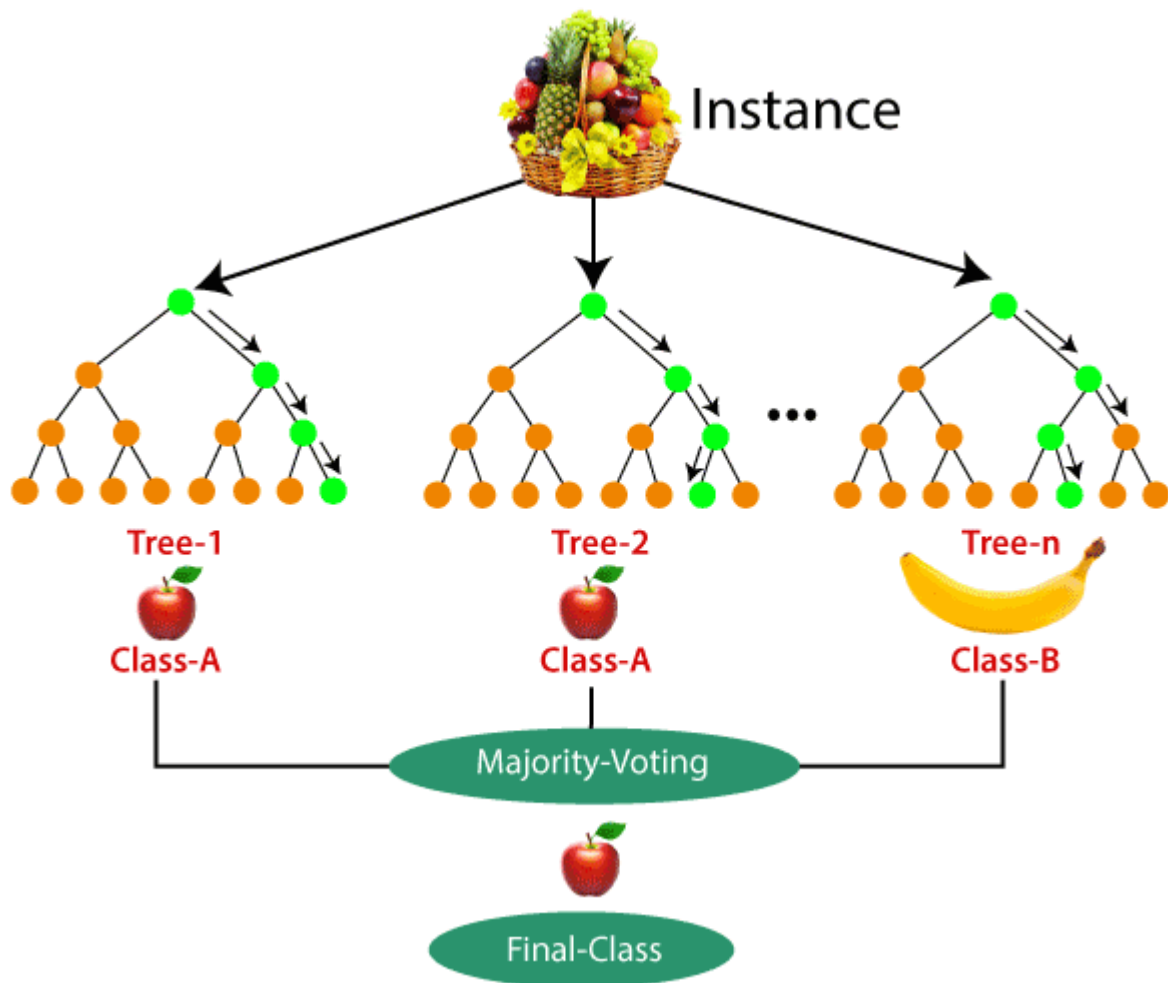 Instance
Tree-1
Tree-2
Tree-n
Class-A
Class-A
Class-B
Majority-Voting
Final-Class